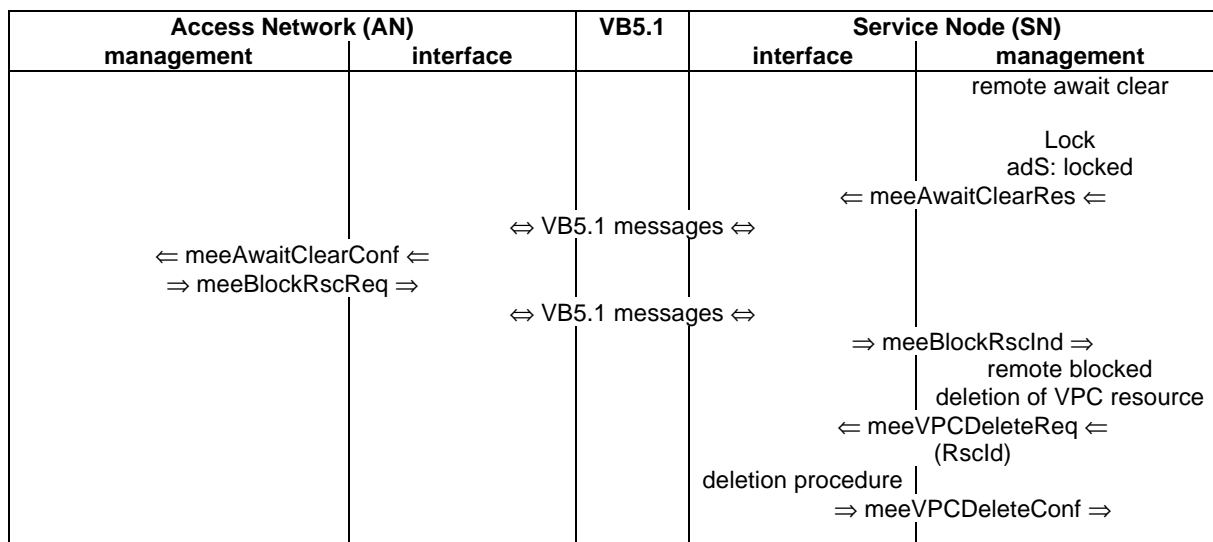 Access Network (AN) VB5.1 Service Node (SN)
management interface interface management
remote await clear
Lock
adS: locked
⇐ meeAwaitClearRes ⇐
⇔ VB5.1 messages ⇔
⇐ meeAwaitClearConf ⇐
⇒ meeBlockRscReq ⇒
⇔ VB5.1 messages ⇔
⇒ meeBlockRscInd ⇒
remote blocked
deletion of VPC resource
⇐ meeVPCDeleteReq ⇐
(RscId)
deletion procedure
⇒ meeVPCDeleteConf ⇒